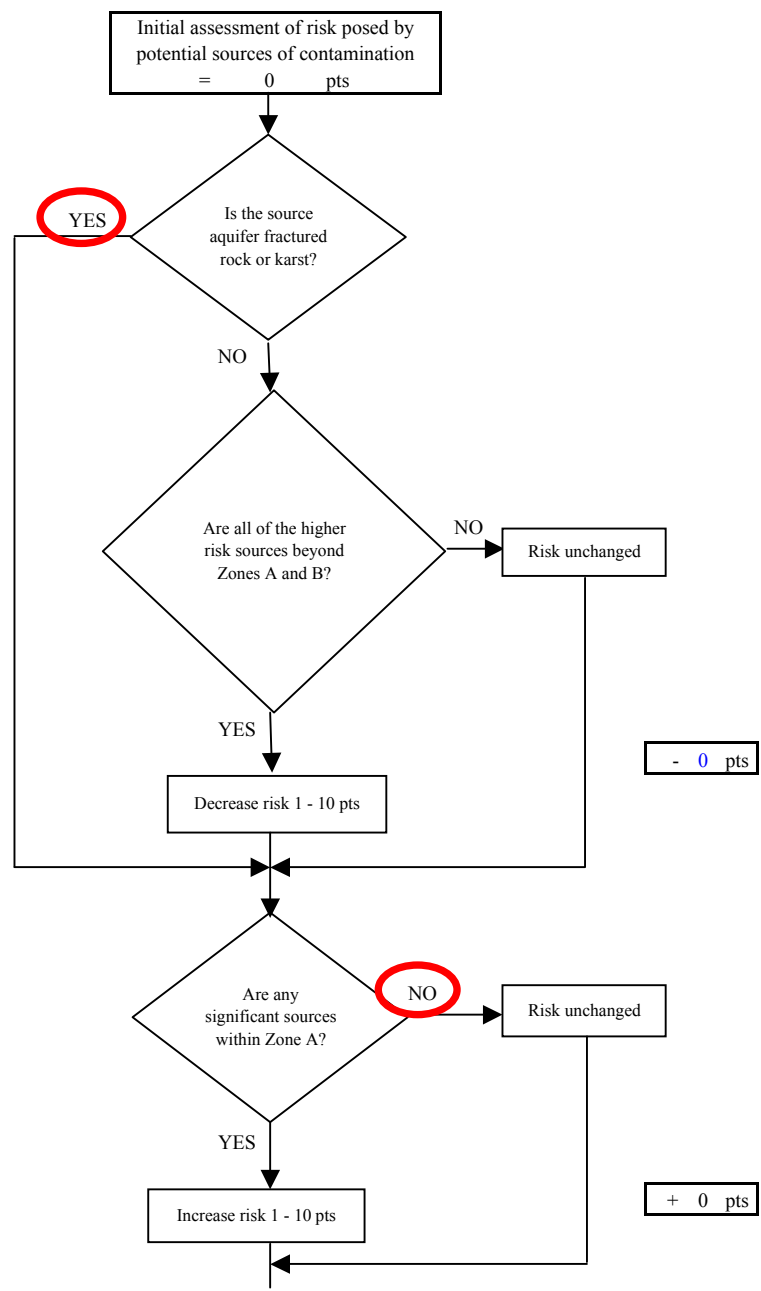 Initial assessment of risk posed by
potential sources of contamination
= 0 pts
YES
Is the source
aquifer fractured
rock or karst?
NO
Are all of the higher
risk sources beyond
Zones A and B?
NO
Risk unchanged
YES
- 0 pts
Decrease risk 1 - 10 pts
Are any
significant sources
within Zone A?
NO
Risk unchanged
YES
+ 0 pts
Increase risk 1 - 10 pts